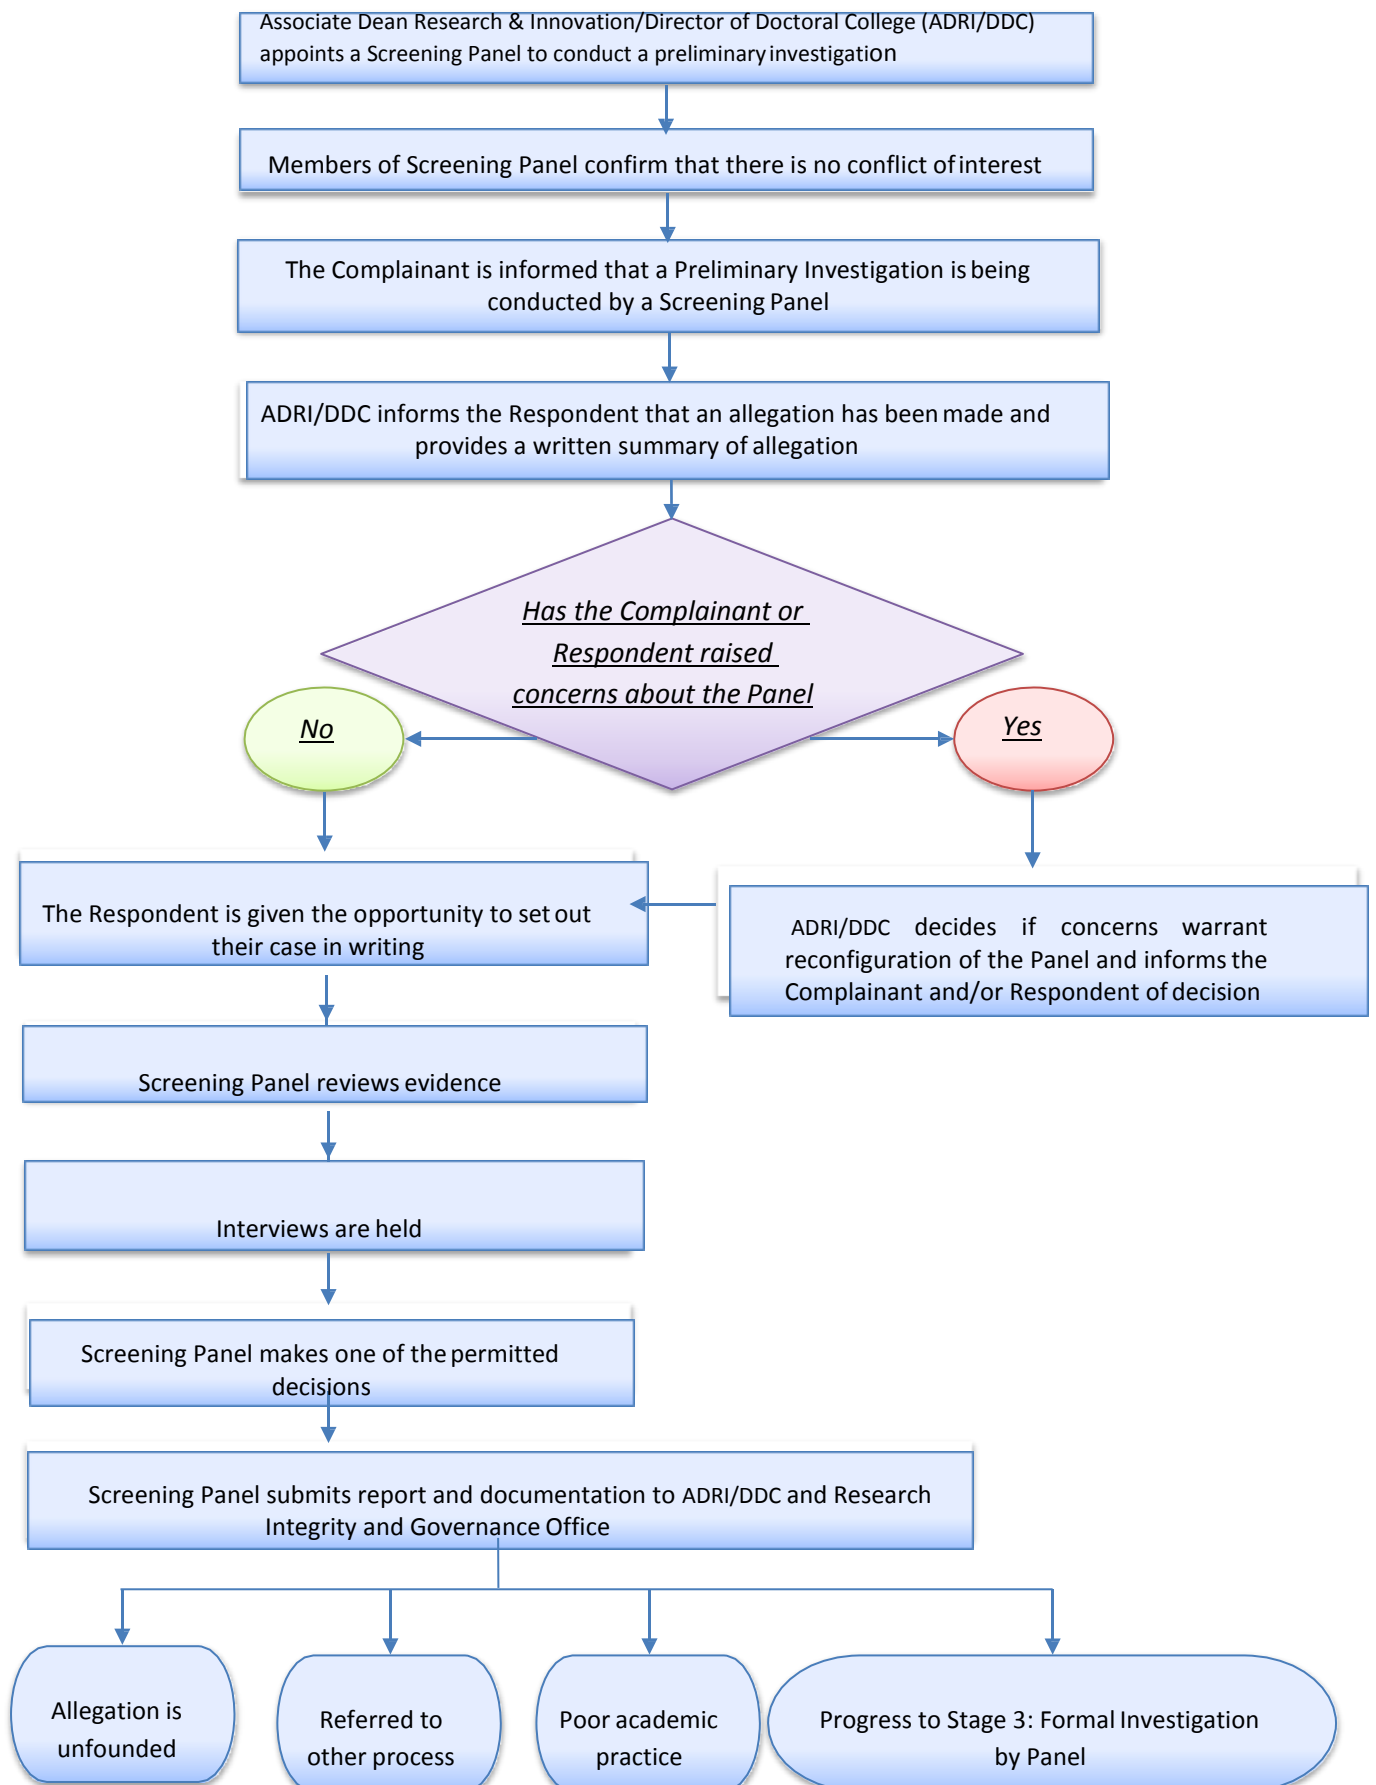 Associate Dean Research & Innovation/Director of Doctoral College (ADRI/DDC)
appoints a Screening Panel to conduct a preliminary investigation
Members of Screening Panel confirm that there is no conflict of interest
The Complainant is informed that a Preliminary Investigation is being
conducted by a Screening Panel
ADRI/DDC informs the Respondent that an allegation has been made and
provides a written summary of allegation
Has the Complainant or
Respondent raised
concerns about the Panel
No
Yes
The Respondent is given the opportunity to set out
their case in writing
ADRI/DDC decides if concerns warrant
reconfiguration of the Panel and informs the
Complainant and/or Respondent of decision
Screening Panel reviews evidence
Interviews are held
Screening Panel makes one of the permitted
decisions
Screening Panel submits report and documentation to ADRI/DDC and Research
Integrity and Governance Office
Allegation is
unfounded
Referred to
other process
Poor academic
practice
Progress to Stage 3: Formal Investigation
by Panel